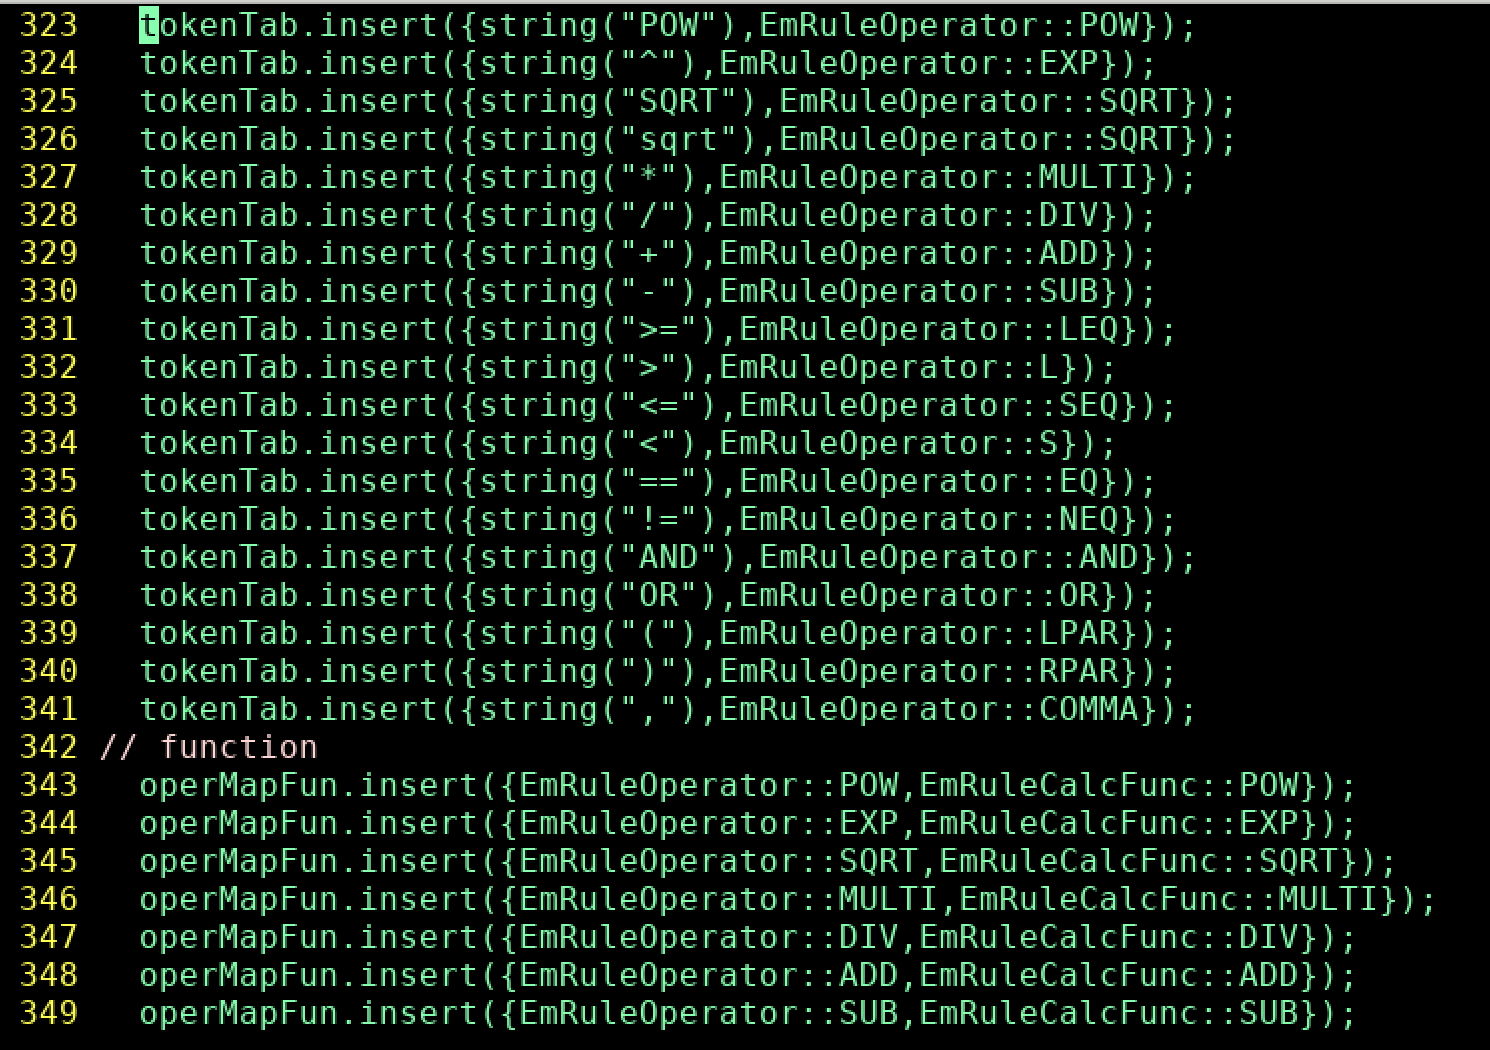 323   tokenTab.insert({string("POW"),EmRuleOperator::POW});
324   tokenTab.insert({string("^"),EmRuleOperator::EXP});
325   tokenTab.insert({string("SQRT"),EmRuleOperator::SQRT});
326   tokenTab.insert({string("sqrt"),EmRuleOperator::SQRT});
327   tokenTab.insert({string("*"),EmRuleOperator::MULTI});
328   tokenTab.insert({string("/"),EmRuleOperator::DIV});
329   tokenTab.insert({string("+"),EmRuleOperator::ADD});
330   tokenTab.insert({string("-"),EmRuleOperator::SUB});
331   tokenTab.insert({string(">="),EmRuleOperator::LEQ});
332   tokenTab.insert({string(">"),EmRuleOperator::L});
333   tokenTab.insert({string("<="),EmRuleOperator::SEQ});
334   tokenTab.insert({string("<"),EmRuleOperator::S});
335   tokenTab.insert({string("=="),EmRuleOperator::EQ});
336   tokenTab.insert({string("!="),EmRuleOperator::NEQ});
337   tokenTab.insert({string("AND"),EmRuleOperator::AND});
338   tokenTab.insert({string("OR"),EmRuleOperator::OR});
339   tokenTab.insert({string("("),EmRuleOperator::LPAR});
340   tokenTab.insert({string(")"),EmRuleOperator::RPAR});
341   tokenTab.insert({string(","),EmRuleOperator::COMMA});
342 // function
343   operMapFun.insert({EmRuleOperator::POW,EmRuleCalcFunc::POW});
344   operMapFun.insert({EmRuleOperator::EXP,EmRuleCalcFunc::EXP});
345   operMapFun.insert({EmRuleOperator::SQRT,EmRuleCalcFunc::SQRT});
346   operMapFun.insert({EmRuleOperator::MULTI,EmRuleCalcFunc::MULTI});
347   operMapFun.insert({EmRuleOperator::DIV,EmRuleCalcFunc::DIV});
348   operMapFun.insert({EmRuleOperator::ADD,EmRuleCalcFunc::ADD});
349   operMapFun.insert({EmRuleOperator::SUB,EmRuleCalcFunc::SUB});